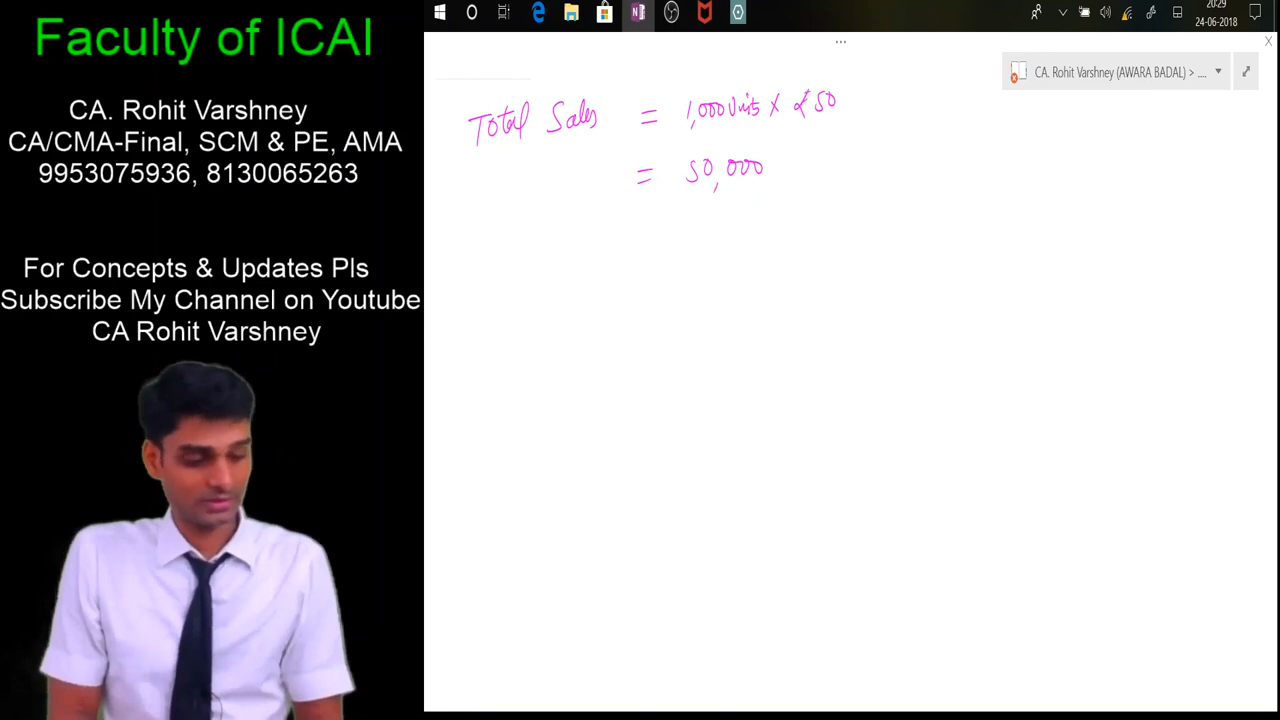 Faculty of ICAI
CA. Rohit Varshney
CA/CMA-Final, SCM & PE, AMA
9953075936, 8130065263
For Concepts & Updates Pls
Subscribe My Channel on Youtube
CA Rohit Varshney
20:29
24-06-2018
CA. Rohit Varshney (AWARA BADAL) > ....
Total Sales = 1,000 Units × ₹ 50
= 50,000